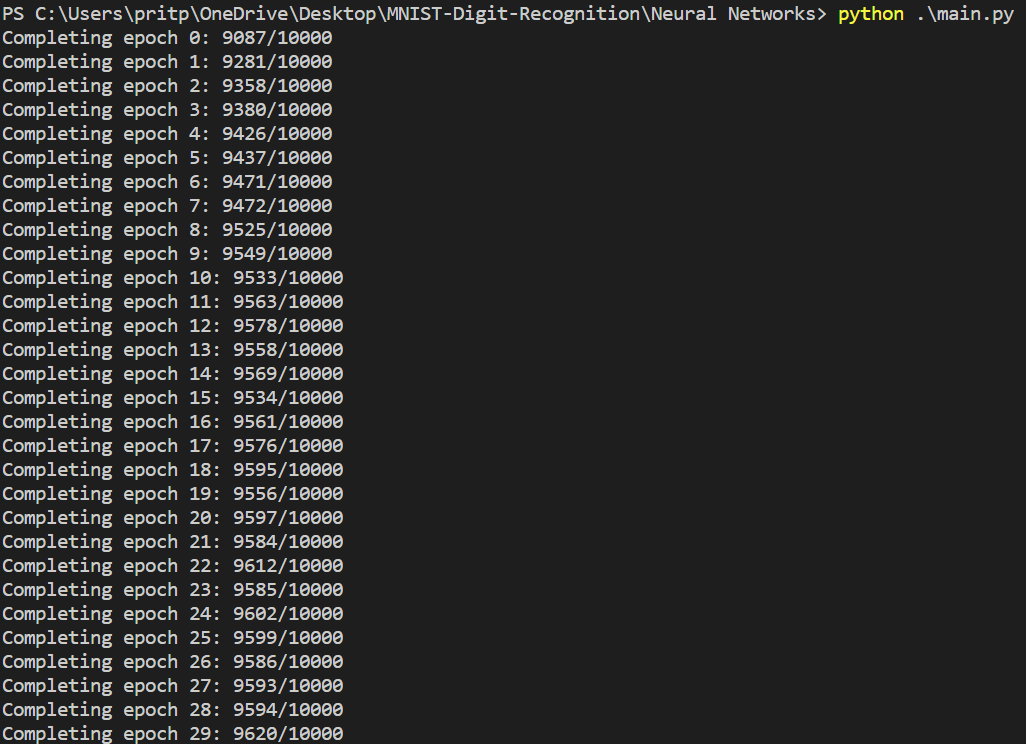 PS C:\Users\pritp\OneDrive\Desktop\MNIST-Digit-Recognition\Neural Networks> python .\main.py
Completing epoch 0: 9087/10000
Completing epoch 1: 9281/10000
Completing epoch 2: 9358/10000
Completing epoch 3: 9380/10000
Completing epoch 4: 9426/10000
Completing epoch 5: 9437/10000
Completing epoch 6: 9471/10000
Completing epoch 7: 9472/10000
Completing epoch 8: 9525/10000
Completing epoch 9: 9549/10000
Completing epoch 10: 9533/10000
Completing epoch 11: 9563/10000
Completing epoch 12: 9578/10000
Completing epoch 13: 9558/10000
Completing epoch 14: 9569/10000
Completing epoch 15: 9534/10000
Completing epoch 16: 9561/10000
Completing epoch 17: 9576/10000
Completing epoch 18: 9595/10000
Completing epoch 19: 9556/10000
Completing epoch 20: 9597/10000
Completing epoch 21: 9584/10000
Completing epoch 22: 9612/10000
Completing epoch 23: 9585/10000
Completing epoch 24: 9602/10000
Completing epoch 25: 9599/10000
Completing epoch 26: 9586/10000
Completing epoch 27: 9593/10000
Completing epoch 28: 9594/10000
Completing epoch 29: 9620/10000